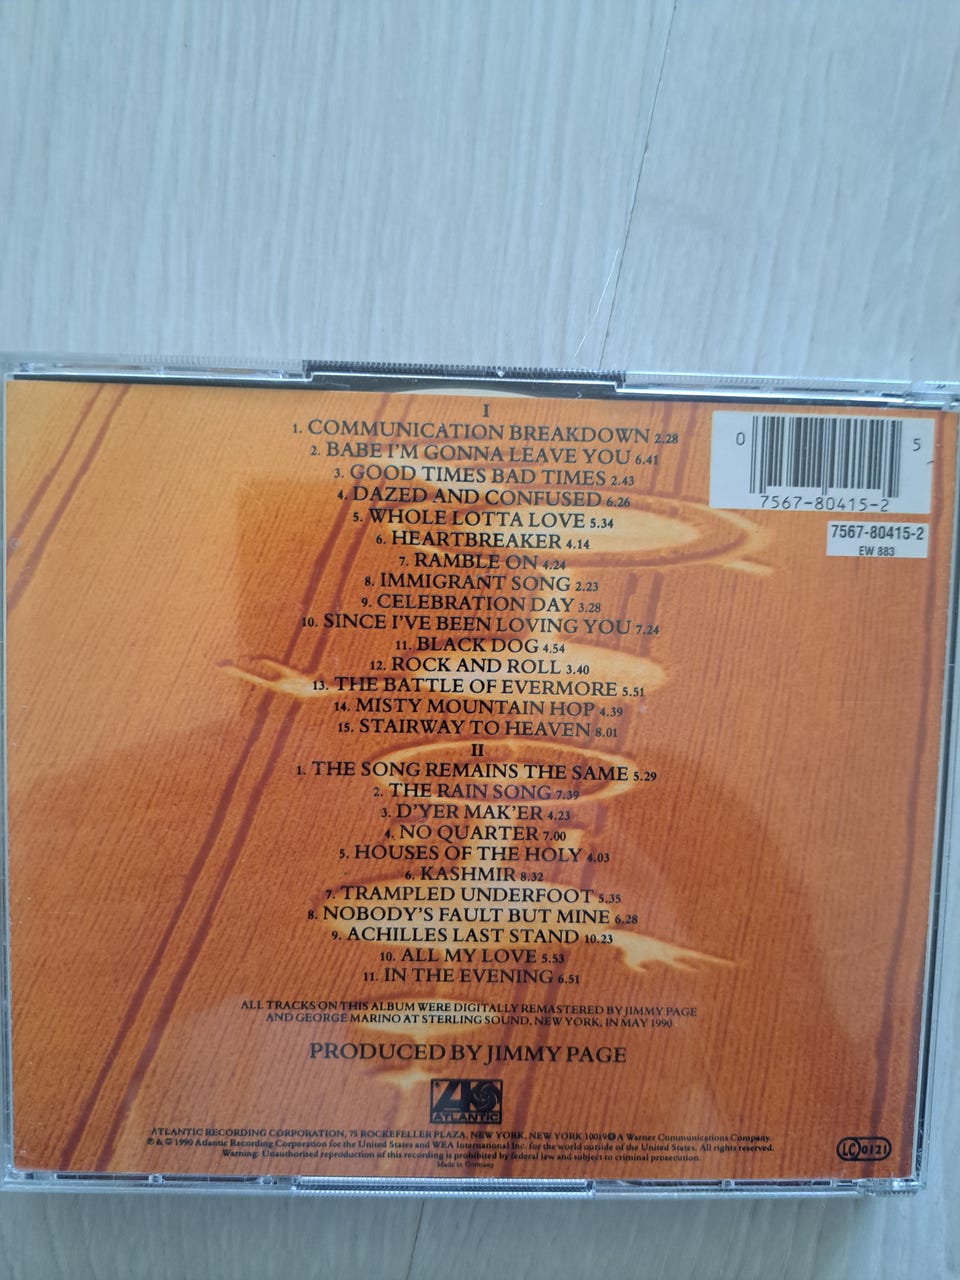 I
1. COMMUNICATION BREAKDOWN 2.28
2. BABE I'M GONNA LEAVE YOU 6.41
3. GOOD TIMES BAD TIMES 2.43
4. DAZED AND CONFUSED 6.26
5. WHOLE LOTTA LOVE 5.34
6. HEARTBREAKER 4.14
7. RAMBLE ON 4.24
8. IMMIGRANT SONG 2.23
9. CELEBRATION DAY 3.28
10. SINCE I'VE BEEN LOVING YOU 7.24
11. BLACK DOG 4.54
12. ROCK AND ROLL 3.40
13. THE BATTLE OF EVERMORE 5.51
14. MISTY MOUNTAIN HOP 4.39
15. STAIRWAY TO HEAVEN 8.01
II
1. THE SONG REMAINS THE SAME 5.29
2. THE RAIN SONG 7.39
3. D'YER MAK'ER 4.23
4. NO QUARTER 7.00
5. HOUSES OF THE HOLY 4.03
6. KASHMIR 8.32
7. TRAMPLED UNDERFOOT 5.35
8. NOBODY'S FAULT BUT MINE 6.28
9. ACHILLES LAST STAND 10.23
10. ALL MY LOVE 5.53
11. IN THE EVENING 6.51
0 5
7567-80415-2
7567-80415-2
EW 883
ALL TRACKS ON THIS ALBUM WERE DIGITALLY REMASTERED BY JIMMY PAGE
AND GEORGE MARINO AT STERLING SOUND, NEW YORK, IN MAY 1990
PRODUCED BY JIMMY PAGE
ATLANTIC
ATLANTIC RECORDING CORPORATION, 75 ROCKEFELLER PLAZA, NEW YORK, NEW YORK 10019 A Warner Communications Company.
℗ & © 1990 Atlantic Recording Corporation for the United States and WEA International Inc. for the world outside of the United States. All rights reserved.
Warning: Unauthorised reproduction of this recording is prohibited by federal law and subject to criminal prosecution.
Made in Germany
LC 0121